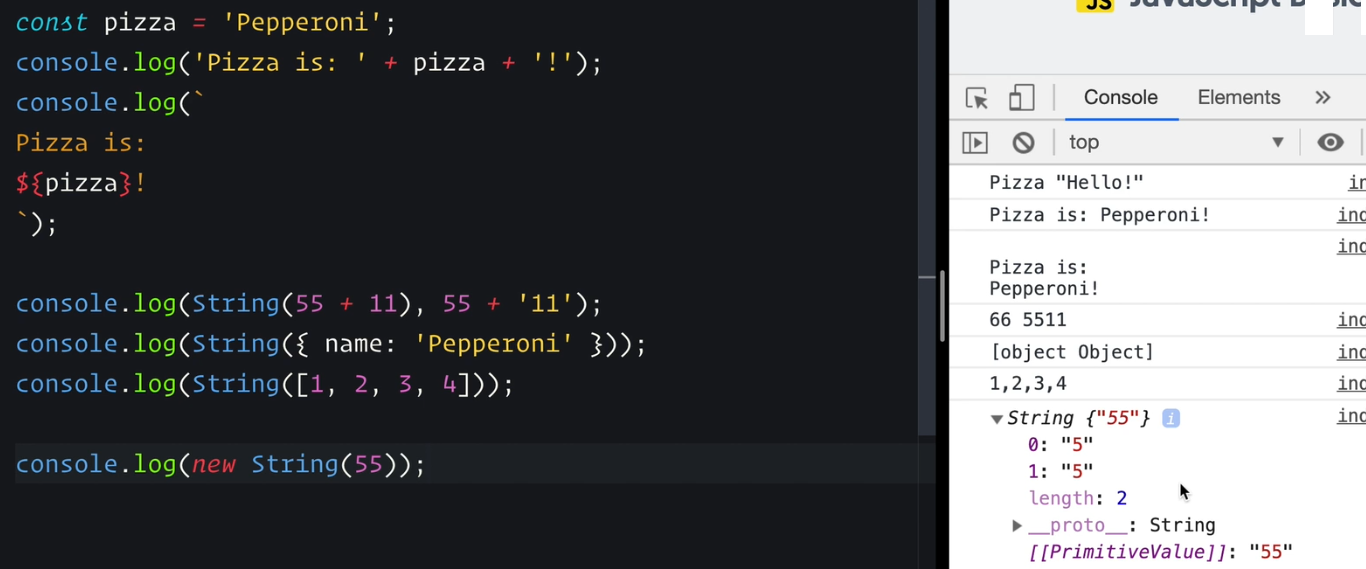 const pizza = 'Pepperoni';
console.log('Pizza is: ' + pizza + '!');
console.log(`
Pizza is:
${pizza}!
`);
console.log(String(55 + 11), 55 + '11');
console.log(String({ name: 'Pepperoni' }));
console.log(String([1, 2, 3, 4]));
console.log(new String(55));
JS JavaScript
Console Elements »
top
Pizza "Hello!"
Pizza is: Pepperoni!
Pizza is:
Pepperoni!
66 5511
[object Object]
1,2,3,4
String {"55"} i
0: "5"
1: "5"
length: 2
__proto__: String
[[PrimitiveValue]]: "55"